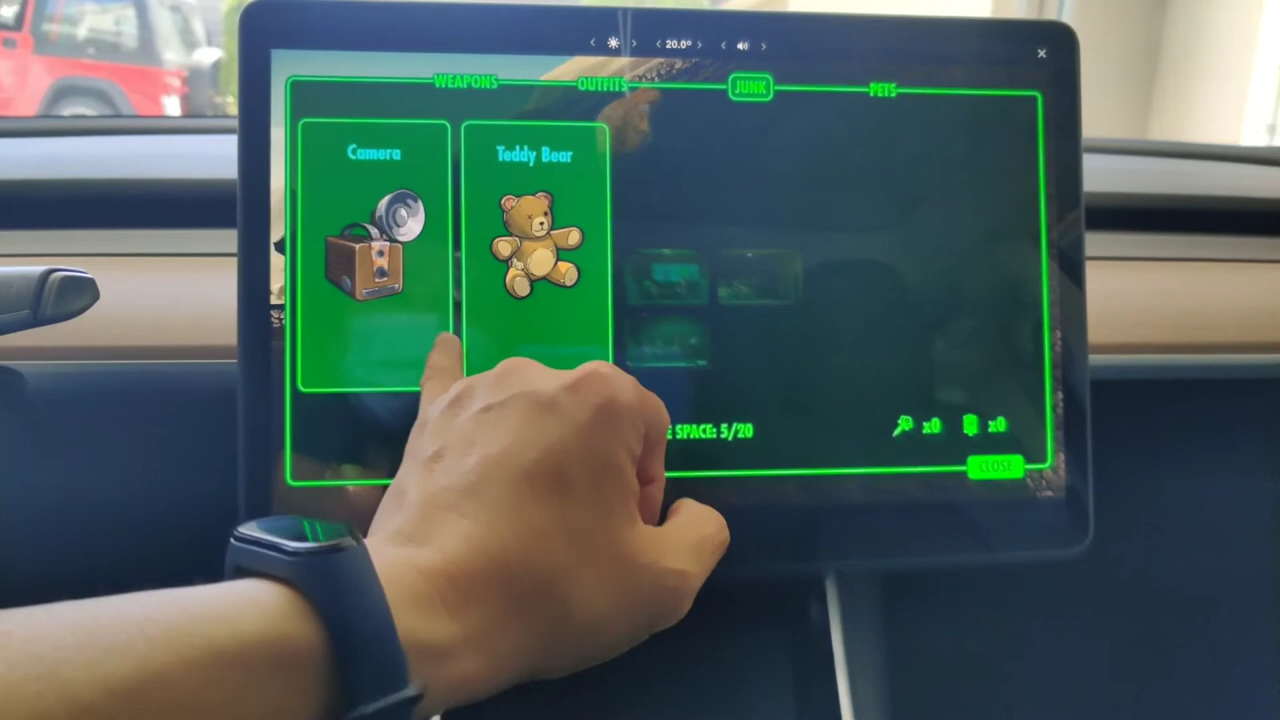 20.0°
WEAPONS OUTFITS JUNK PETS
Camera
Teddy Bear
E SPACE: 5/20
x0 x0
CLOSE